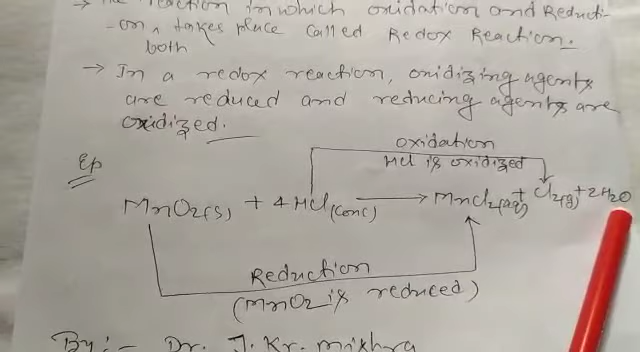 → The reaction in which oxidation and Reducti-
-on, takes place called Redox Reaction.
both
→ In a redox reaction, oxidizing agents
are reduced and reducing agents are
oxidized.
oxidation
HCl is oxidized
Ep
MnO2(s) + 4HCl(conc) → MnCl2(aq) + Cl2(g) + 2H2O
Reduction
(MnO2 is reduced)
By:- Dr. J. Kr. mishra